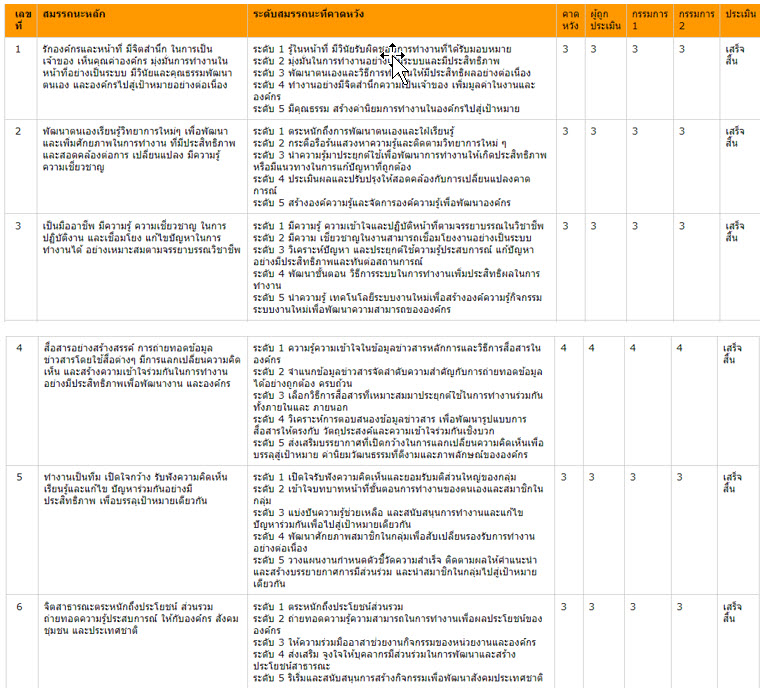 เลขที่ สมรรถนะหลัก ระดับสมรรถนะที่คาดหวัง คาดหวัง ผู้ถูกประเมิน กรรมการ 1 กรรมการ 2 ประเมิน
1 3 3 3 3 เสร็จสิ้น
รักองค์กรและหน้าที่ มีจิตสำนึก ในการเป็น
เจ้าของ เห็นคุณค่าองค์กร มุ่งมั่นการทำงานใน
หน้าที่อย่างเป็นระบบ มีวินัยและคุณธรรมพัฒนา
ตนเอง และองค์กรไปสู่เป้าหมายอย่างต่อเนื่อง
ระดับ 1 รู้ในหน้าที่ มีวินัยรับผิดชอบการทำงานที่ได้รับมอบหมาย
ระดับ 2 มุ่งมั่นในการทำงานอย่างเป็นระบบและมีประสิทธิภาพ
ระดับ 3 พัฒนาตนเองและวิธีการทำงานให้มีประสิทธิผลอย่างต่อเนื่อง
ระดับ 4 ทำงานอย่างมีจิตสำนึกความเป็นเจ้าของ เพิ่มมูลค่าในงานและ
องค์กร
ระดับ 5 มีคุณธรรม สร้างค่านิยมการทำงานในองค์กรไปสู่เป้าหมาย
2 3 3 3 3 เสร็จสิ้น
พัฒนาตนเองเรียนรู้วิทยาการใหม่ๆ เพื่อพัฒนา
และเพิ่มศักยภาพในการทำงาน ที่มีประสิทธิภาพ
และสอดคล้องต่อการ เปลี่ยนแปลง มีความรู้
ความเชี่ยวชาญ
ระดับ 1 ตระหนักถึงการพัฒนาตนเองและใฝ่เรียนรู้
ระดับ 2 กระตือรือร้นแสวงหาความรู้และติดตามวิทยาการใหม่ ๆ
ระดับ 3 นำความรู้มาประยุกต์ใช้เพื่อพัฒนาการทำงานให้เกิดประสิทธิภาพ
หรือมีแนวทางในการแก้ปัญหาที่ถูกต้อง
ระดับ 4 ประเมินผลและปรับปรุงให้สอดคล้องกับการเปลี่ยนแปลงคาด
การณ์
ระดับ 5 สร้างองค์ความรู้และจัดการองค์ความรู้เพื่อพัฒนาองค์กร
3 3 3 3 3 เสร็จสิ้น
เป็นมืออาชีพ มีความรู้ ความเชี่ยวชาญ ในการ
ปฏิบัติงาน และเชื่อมโยง แก้ไขปัญหาในการ
ทำงานได้ อย่างเหมาะสมตามจรรยาบรรณวิชาชีพ
ระดับ 1 มีความรู้ ความเข้าใจและปฏิบัติหน้าที่ตามจรรยาบรรณในวิชาชีพ
ระดับ 2 มีความ เชี่ยวชาญในงานสามารถเชื่อมโยงงานอย่างเป็นระบบ
ระดับ 3 วิเคราะห์ปัญหา และประยุกต์ใช้ความรู้ประสบการณ์ แก้ปัญหา
อย่างมีประสิทธิภาพและทันต่อสถานการณ์
ระดับ 4 พัฒนาขั้นตอน วิธีการระบบในการทำงานเพิ่มประสิทธิผลในการ
ทำงาน
ระดับ 5 นำความรู้ เทคโนโลยีระบบงานใหม่เพื่อสร้างองค์ความรู้กิจกรรม
ระบบงานใหม่เพื่อพัฒนาความสามารถขององค์กร
4 4 4 4 4 เสร็จสิ้น
สื่อสารอย่างสร้างสรรค์ การถ่ายทอดข้อมูล
ข่าวสารโดยใช้สื่อต่างๆ มีการแลกเปลี่ยนความคิด
เห็น และสร้างความเข้าใจร่วมกันในการทำงาน
อย่างมีประสิทธิภาพเพื่อพัฒนางาน และองค์กร
ระดับ 1 ความรู้ความเข้าใจในข้อมูลข่าวสารหลักการและวิธีการสื่อสารใน
องค์กร
ระดับ 2 จำแนกข้อมูลข่าวสารจัดลำดับความสำคัญกับการถ่ายทอดข้อมูล
ได้อย่างถูกต้อง ครบถ้วน
ระดับ 3 เลือกวิธีการสื่อสารที่เหมาะสมมาประยุกต์ใช้ในการทำงานร่วมกัน
ทั้งภายในและ ภายนอก
ระดับ 4 วิเคราะห์การตอบสนองข้อมูลข่าวสาร เพื่อพัฒนารูปแบบการ
สื่อสารให้ตรงกับ วัตถุประสงค์และความเข้าใจร่วมกันเชิงบวก
ระดับ 5 ส่งเสริมบรรยากาศที่เปิดกว้างในการแลกเปลี่ยนความคิดเห็นเพื่อ
บรรลุสู่เป้าหมาย ค่านิยมวัฒนธรรมที่ดีงามและภาพลักษณ์ขององค์กร
5 3 3 3 3 เสร็จสิ้น
ทำงานเป็นทีม เปิดใจกว้าง รับฟังความคิดเห็น
เรียนรู้และแก้ไข ปัญหาร่วมกันอย่างมี
ประสิทธิภาพ เพื่อบรรลุเป้าหมายเดียวกัน
ระดับ 1 เปิดใจรับฟังความคิดเห็นและยอมรับมติส่วนใหญ่ของกลุ่ม
ระดับ 2 เข้าใจบทบาทหน้าที่ขั้นตอนการทำงานของตนเองและสมาชิกใน
กลุ่ม
ระดับ 3 แบ่งปันความรู้ช่วยเหลือ และสนับสนุนการทำงานและแก้ไข
ปัญหาร่วมกันเพื่อไปสู่เป้าหมายเดียวกัน
ระดับ 4 พัฒนาศักยภาพสมาชิกในกลุ่มเพื่อสับเปลี่ยนรองรับการทำงาน
อย่างต่อเนื่อง
ระดับ 5 วางแผนงานกำหนดตัวชี้วัดความสำเร็จ ติดตามผลให้คำแนะนำ
และสร้างบรรยายกาศการมีส่วนร่วม และนำสมาชิกในกลุ่มไปสู่เป้าหมาย
เดียวกัน
6 3 3 3 3 เสร็จสิ้น
จิตสาธารณะตระหนักถึงประโยชน์ ส่วนรวม
ถ่ายทอดความรู้ประสบการณ์ ให้กับองค์กร สังคม
ชุมชน และประเทศชาติ
ระดับ 1 ตระหนักถึงประโยชน์ส่วนรวม
ระดับ 2 ถ่ายทอดความรู้ความสามารถในการทำงานเพื่อผลประโยชน์ของ
องค์กร
ระดับ 3 ให้ความร่วมมืออาสาช่วยงานกิจกรรมของหน่วยงานและองค์กร
ระดับ 4 ส่งเสริม จูงใจให้บุคลากรมีส่วนร่วมในการพัฒนาและสร้าง
ประโยชน์สาธารณะ
ระดับ 5 ริเริ่มและสนับสนุนการสร้างกิจกรรมเพื่อพัฒนาสังคมประเทศชาติ